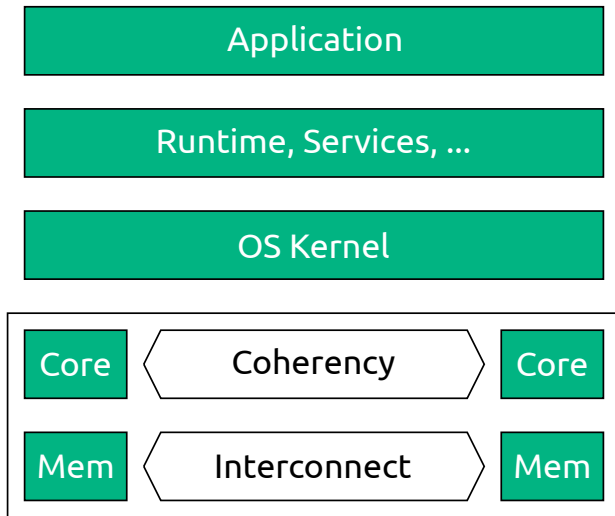 Application
Runtime, Services, ...
OS Kernel
Core Coherency Core
Mem Interconnect Mem